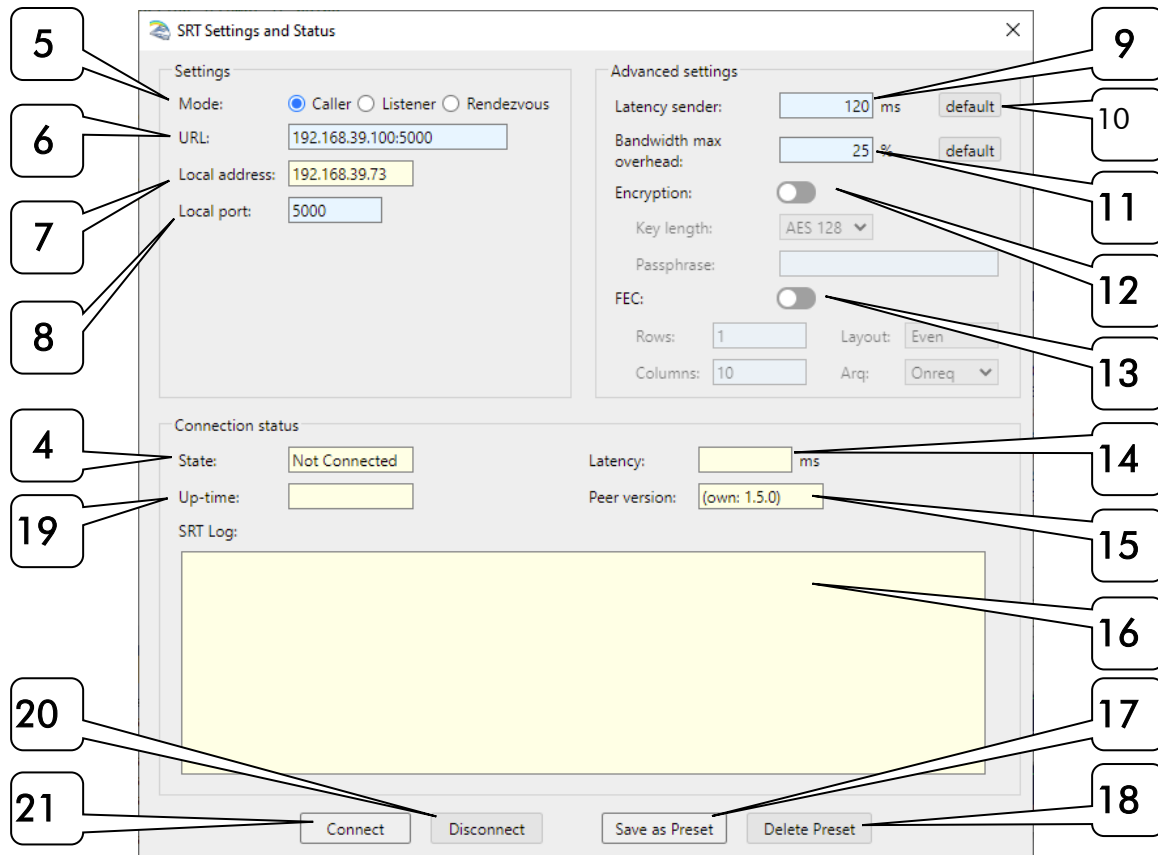 SRT Settings and Status
5
6
7
8
4
19
20
21
Settings
Mode: Caller Listener Rendezvous
URL: 192.168.39.100:5000
Local address: 192.168.39.73
Local port: 5000
Advanced settings
Latency sender: 120 ms default
Bandwidth max
overhead: 25 % default
Encryption:
Key length: AES 128
Passphrase:
FEC:
Rows: 1 Layout: Even
Columns: 10 Arq: Onreq
9
10
11
12
13
14
15
16
17
18
Connection status
State: Not Connected Latency: ms
Up-time: Peer version: (own: 1.5.0)
SRT Log:
Connect Disconnect Save as Preset Delete Preset